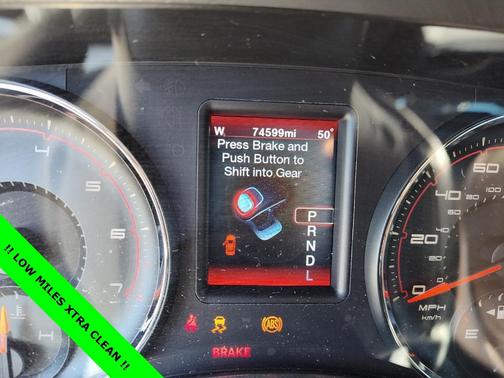 W 74599mi 50°
Press Brake and
Push Button to
Shift into Gear
P
R
N
D
L
4
5
6
7
60
40
20
0
MPH
km/h
E
ABS
BRAKE
!! LOW MILES XTRA CLEAN !!